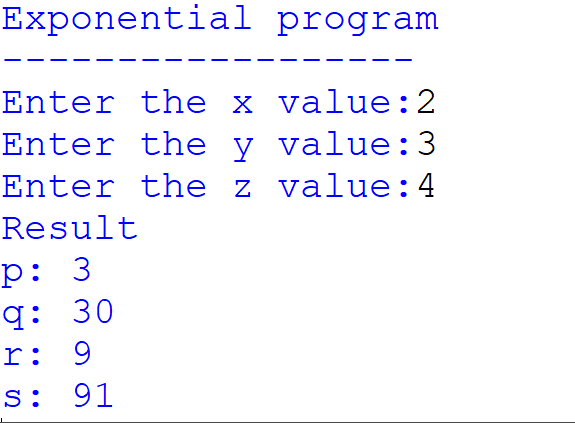 Exponential program
------------------
Enter the x value:2
Enter the y value:3
Enter the z value:4
Result
p: 3
q: 30
r: 9
s: 91